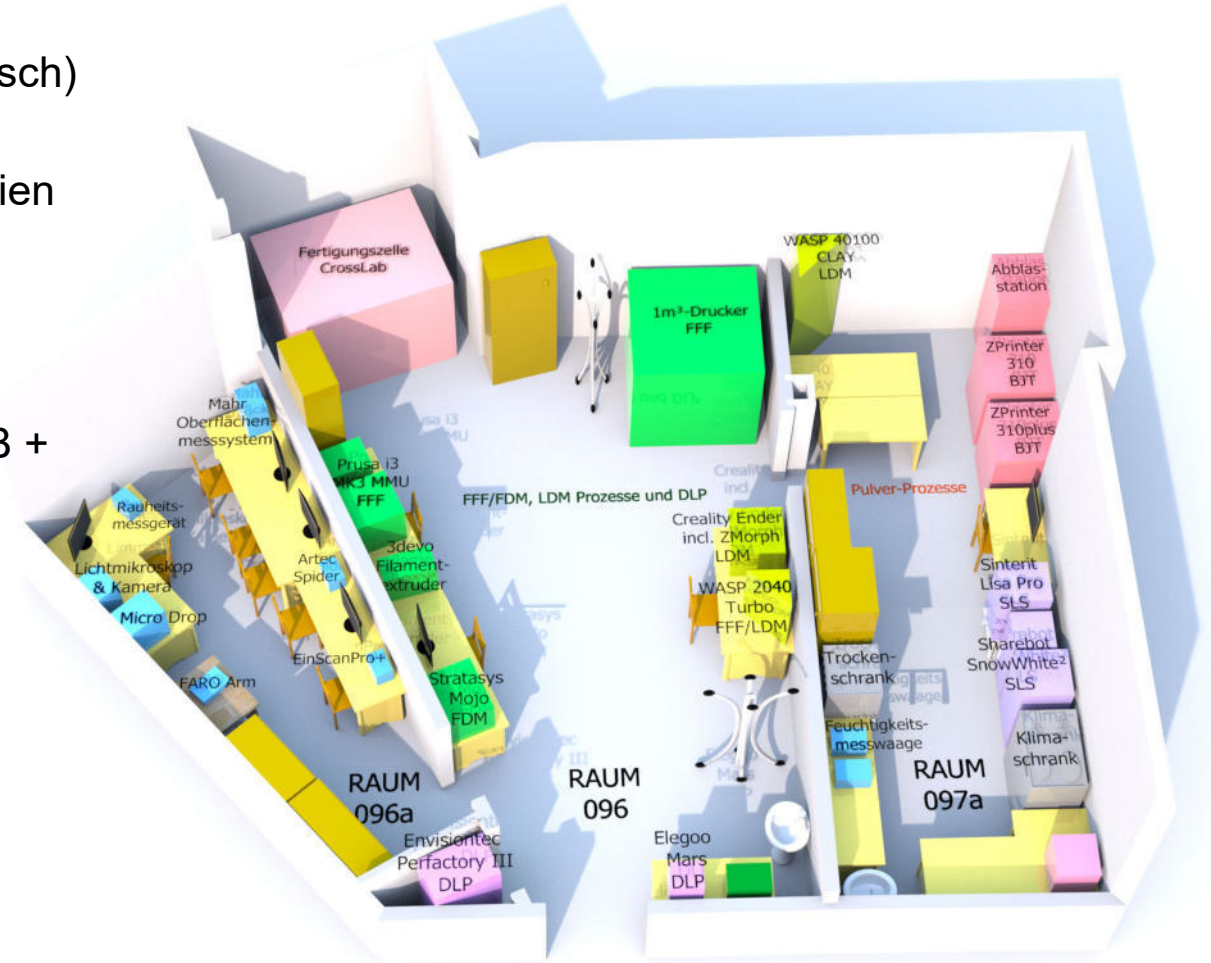 sch)
ien
3 +
Fertigungszelle
CrossLab
1m³-Drucker
FFF
WASP 40100
CLAY
LDM
Abblas-
station
ZPrinter
310
BJT
ZPrinter
310plus
BJT
Mahr
Oberflächen-
messsystem
Prusa i3
MK3 MMU
FFF
FFF/FDM, LDM Prozesse und DLP
Pulver-Prozesse
Rauheits-
messgerät
Lichtmikroskop
& Kamera
Micro Drop
Artec
Spider
3devo
Filament-
extruder
Creality Ender
incl. ZMorph
LDM
WASP 2040
Turbo
FFF/LDM
Sinterit
Lisa Pro
SLS
Sharebot
SnowWhite²
SLS
EinScanPro+
FARO Arm
Stratasys
Mojo
FDM
Trocken-
schrank
Feuchtigkeits-
messwaage
Klima-
schrank
RAUM
096a
RAUM
096
RAUM
097a
Envisiontec
Perfactory III
DLP
Elegoo
Mars
DLP